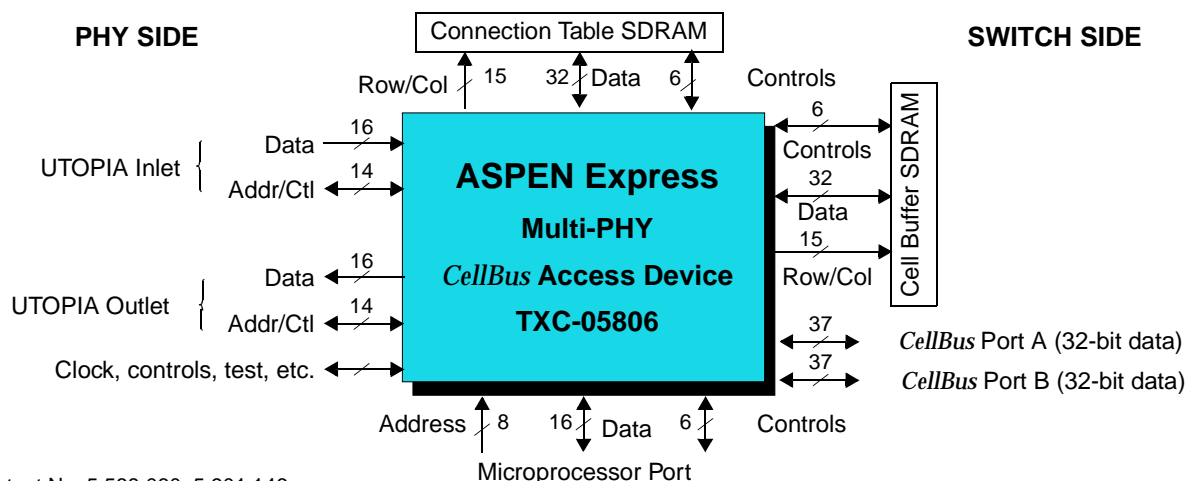 PHY SIDE
Connection Table SDRAM
SWITCH SIDE
Row/Col 15 32 Data 6 Controls
UTOPIA Inlet
Data 16
Addr/Ctl 14
UTOPIA Outlet
Data 16
Addr/Ctl 14
Clock, controls, test, etc.
ASPEN Express
Multi-PHY
CellBus Access Device
TXC-05806
6
Controls
32
Data
15
Row/Col
Cell Buffer SDRAM
37 CellBus Port A (32-bit data)
37 CellBus Port B (32-bit data)
Address 8 16 Data 6 Controls
Microprocessor Port